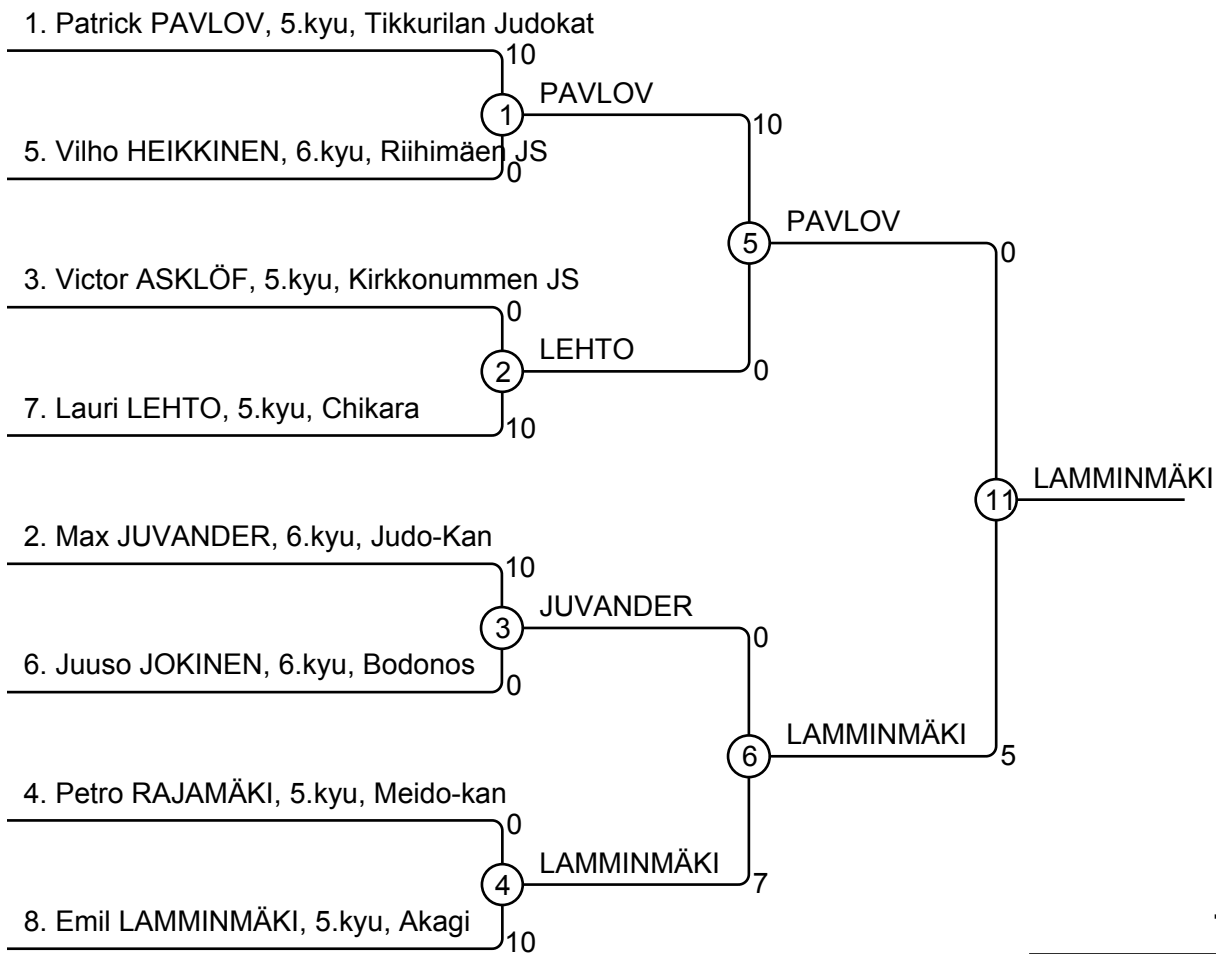 1. Patrick PAVLOV, 5.kyu, Tikkurilan Judokat
10
PAVLOV
1
10
5. Vilho HEIKKINEN, 6.kyu, Riihimäen JS
0
PAVLOV
5
0
3. Victor ASKLÖF, 5.kyu, Kirkkonummen JS
0
LEHTO
2
0
7. Lauri LEHTO, 5.kyu, Chikara
10
LAMMINMÄKI
11
2. Max JUVANDER, 6.kyu, Judo-Kan
10
JUVANDER
3
0
6. Juuso JOKINEN, 6.kyu, Bodonos
0
LAMMINMÄKI
6
5
4. Petro RAJAMÄKI, 5.kyu, Meido-kan
0
LAMMINMÄKI
4
7
8. Emil LAMMINMÄKI, 5.kyu, Akagi
10